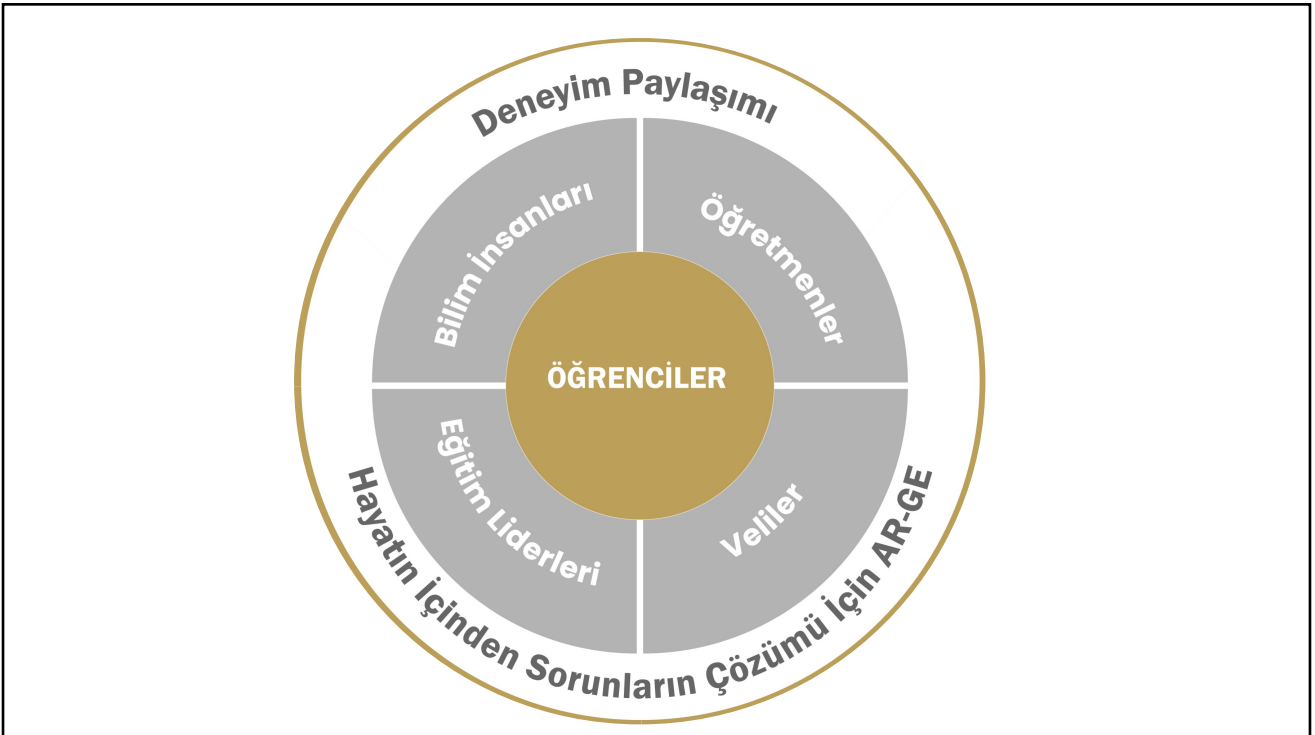 Deneyim Paylaşımı
Bilim İnsanları
Öğretmenler
ÖĞRENCİLER
Eğitim Liderleri
Veliler
Hayatın İçinden Sorunların Çözümü İçin AR-GE